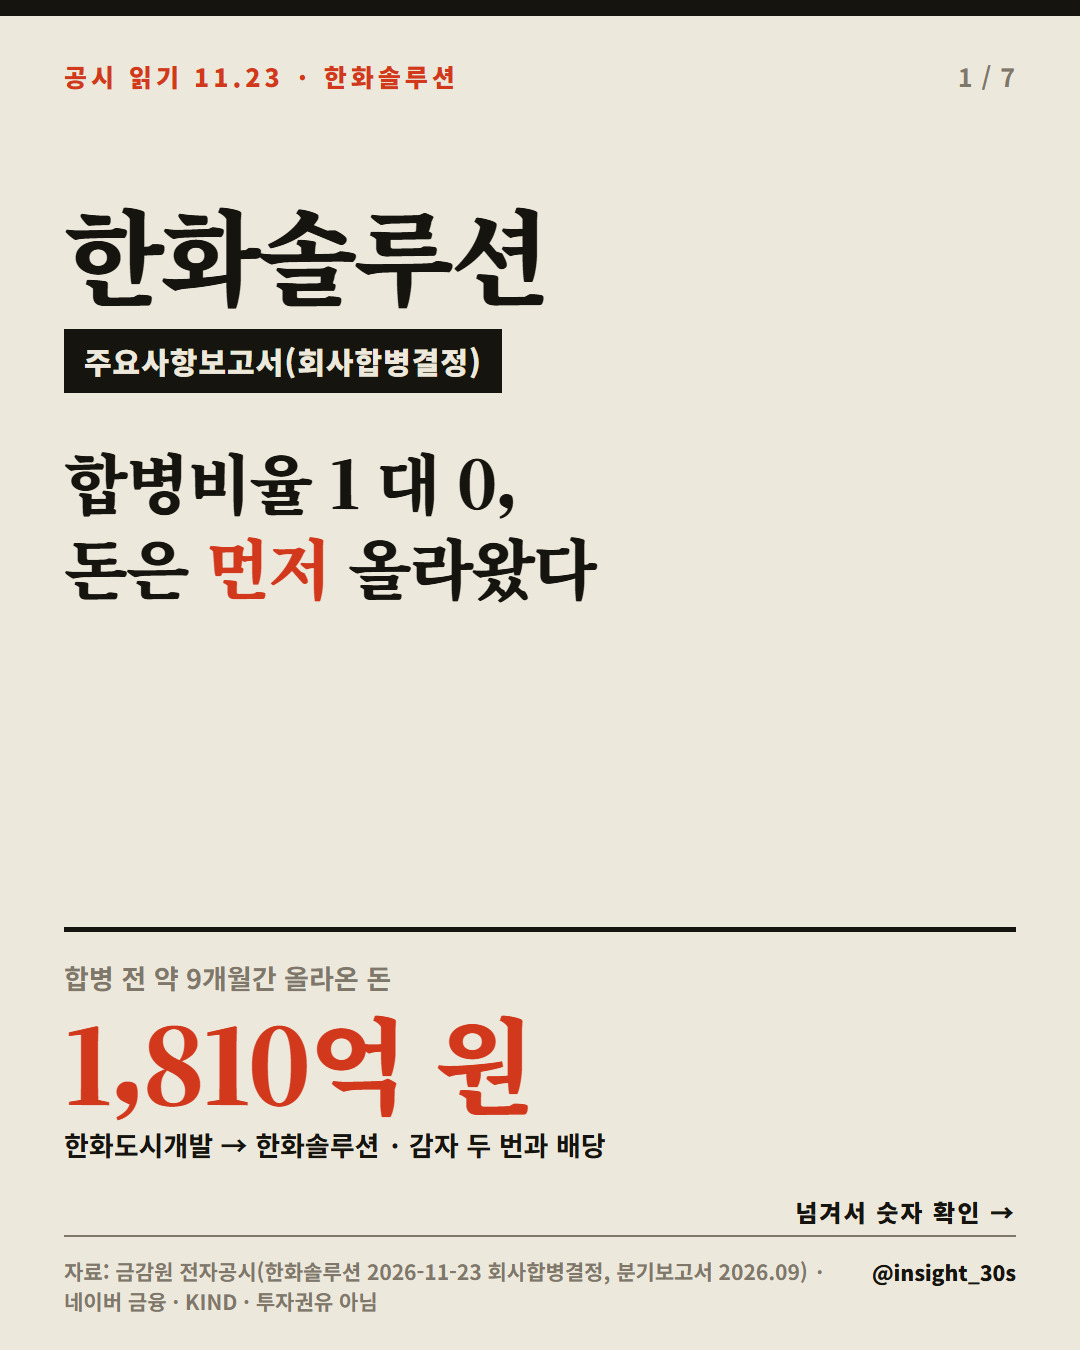 공시 읽기 11.23 · 한화솔루션
1 / 7
한화솔루션
주요사항보고서(회사합병결정)
합병비율 1 대 0,
돈은 먼저 올라왔다
합병 전 약 9개월간 올라온 돈
1,810억 원
한화도시개발 → 한화솔루션 · 감자 두 번과 배당
넘겨서 숫자 확인 →
자료: 금감원 전자공시(한화솔루션 2026-11-23 회사합병결정, 분기보고서 2026.09) ·
네이버 금융 · KIND · 투자권유 아님
@insight_30s